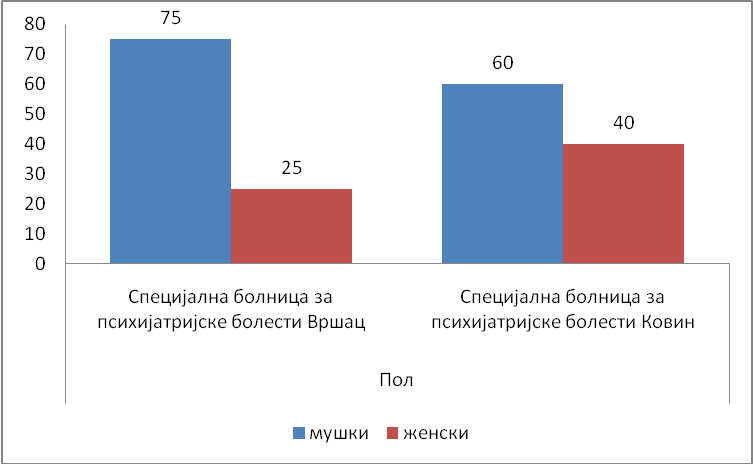 80
70
60
50
40
30
20
10
0
75
25
60
40
Специјална болница за
психијатријске болести Вршац
Специјална болница за
психијатријске болести Ковин
Пол
мушки
женски